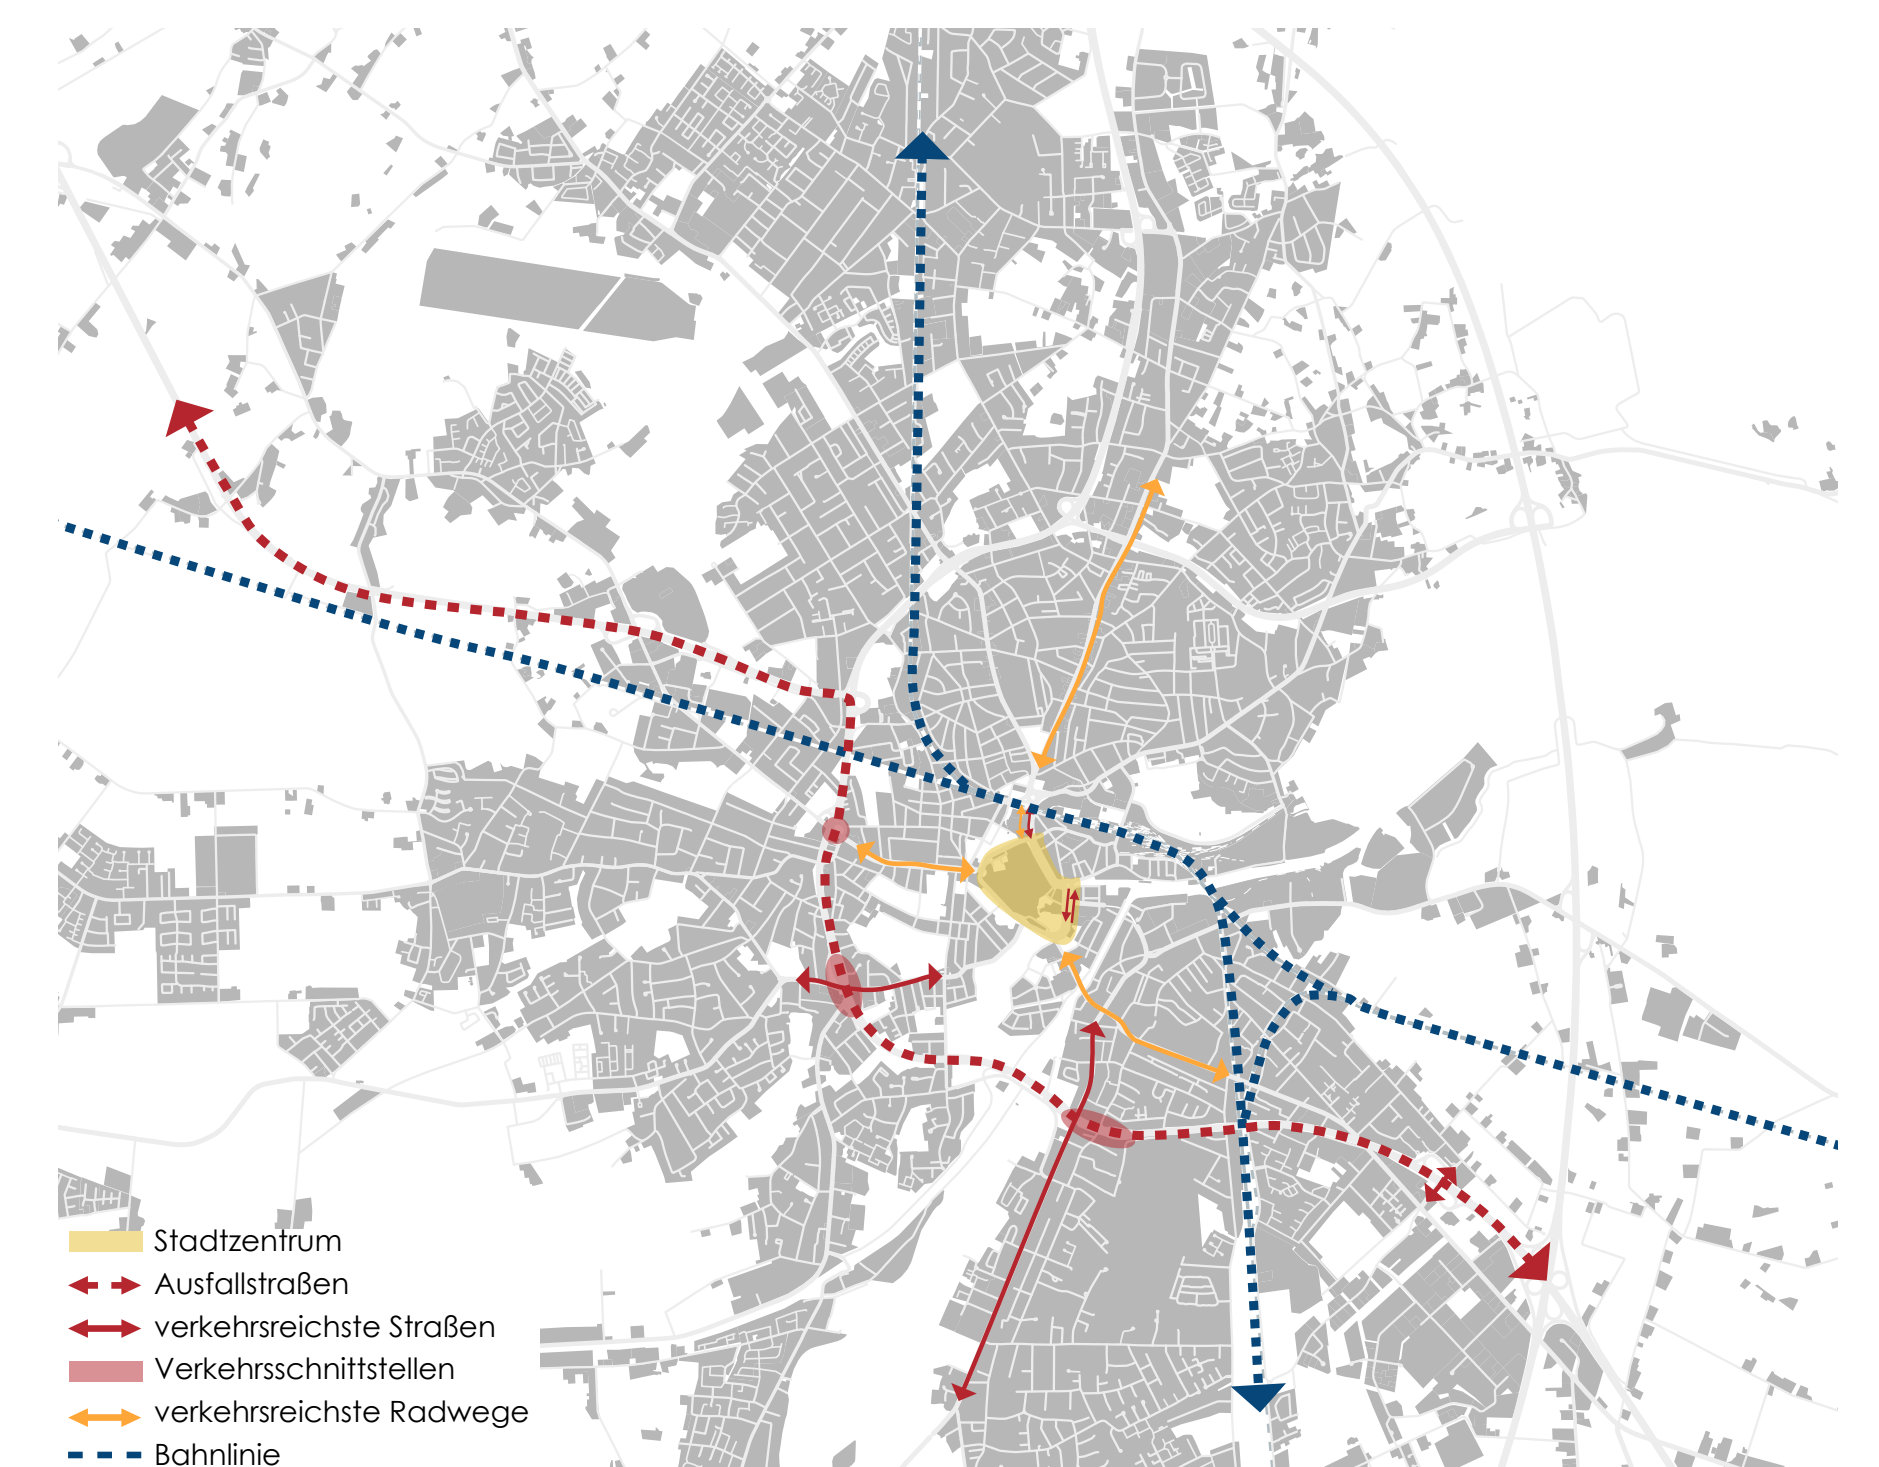 Stadtzentrum
Ausfallstraßen
verkehrsreichste Straßen
Verkehrsschnittstellen
verkehrsreichste Radwege
Bahnlinie